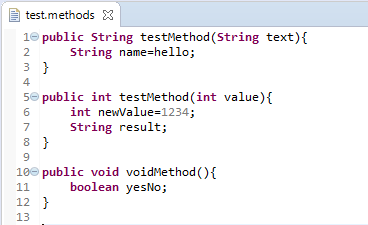 test.methods
1 public String testMethod(String text){
2     String name=hello;
3 }
4
5 public int testMethod(int value){
6     int newValue=1234;
7     String result;
8 }
9
10 public void voidMethod(){
11     boolean yesNo;
12 }
13